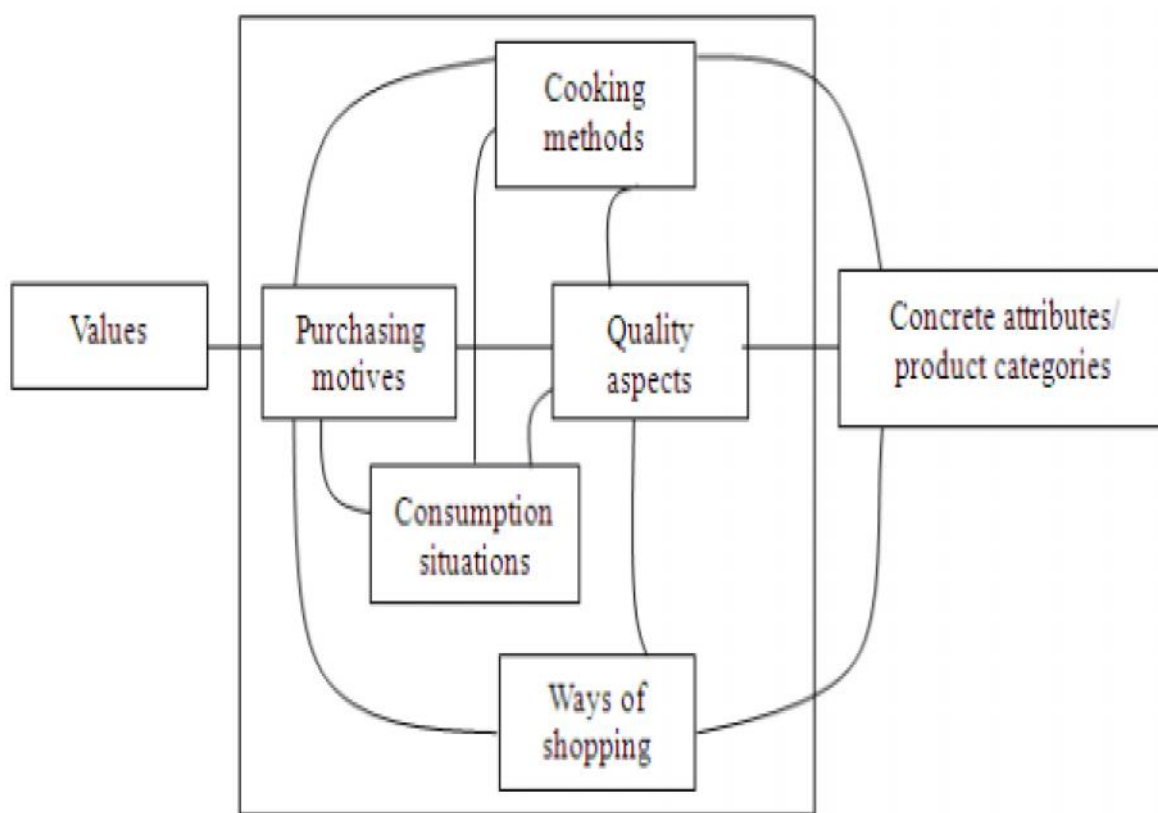 Cooking
methods
Values
Purchasing
motives
Quality
aspects
Concrete attributes/
product categories
Consumption
situations
Ways of
shopping